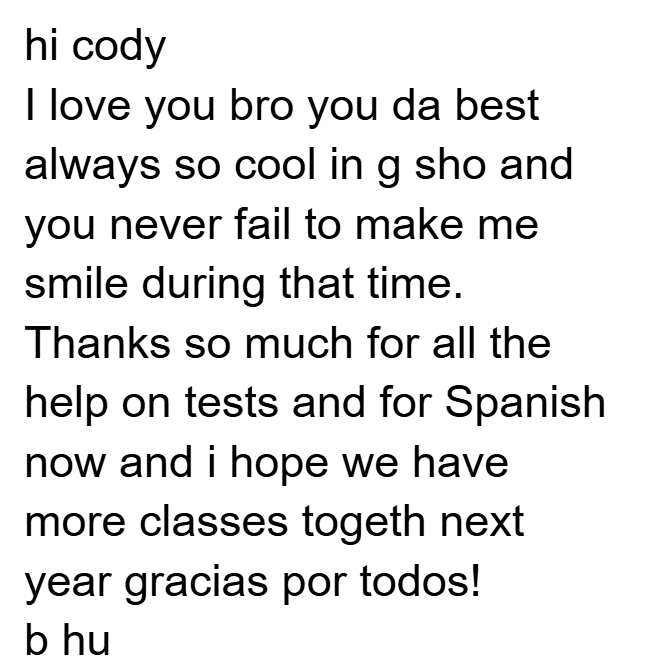 hi cody
I love you bro you da best
always so cool in g sho and
you never fail to make me
smile during that time.
Thanks so much for all the
help on tests and for Spanish
now and i hope we have
more classes togeth next
year gracias por todos!
b hu